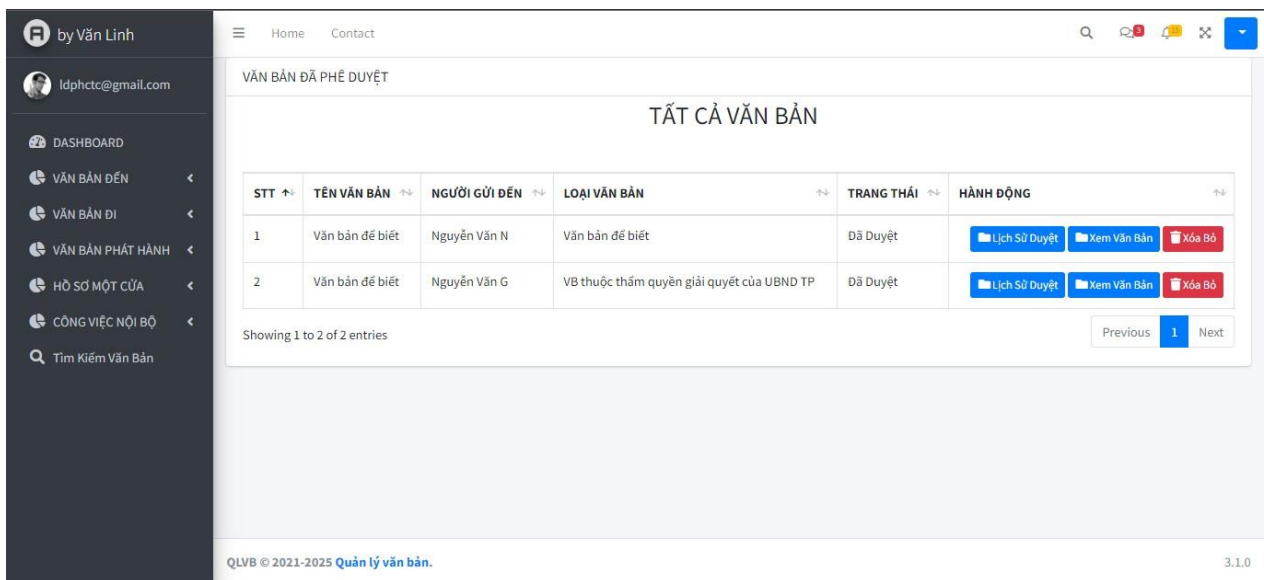 by Văn Linh
Home Contact
3
15
ldphctc@gmail.com
DASHBOARD
VĂN BẢN ĐẾN
VĂN BẢN ĐI
VĂN BẢN PHÁT HÀNH
HỒ SƠ MỘT CỬA
CÔNG VIỆC NỘI BỘ
Tìm Kiếm Văn Bản
VĂN BẢN ĐÃ PHÊ DUYỆT
TẤT CẢ VĂN BẢN
STT TÊN VĂN BẢN NGƯỜI GỬI ĐẾN LOẠI VĂN BẢN TRANG THÁI HÀNH ĐỘNG
1 Văn bản để biết Nguyễn Văn N Văn bản để biết Đã Duyệt Lịch Sử Duyệt Xem Văn Bản Xóa Bỏ
2 Văn bản để biết Nguyễn Văn G VB thuộc thẩm quyền giải quyết của UBND TP Đã Duyệt Lịch Sử Duyệt Xem Văn Bản Xóa Bỏ
Showing 1 to 2 of 2 entries
Previous 1 Next
QLVB © 2021-2025 Quản lý văn bản. 3.1.0